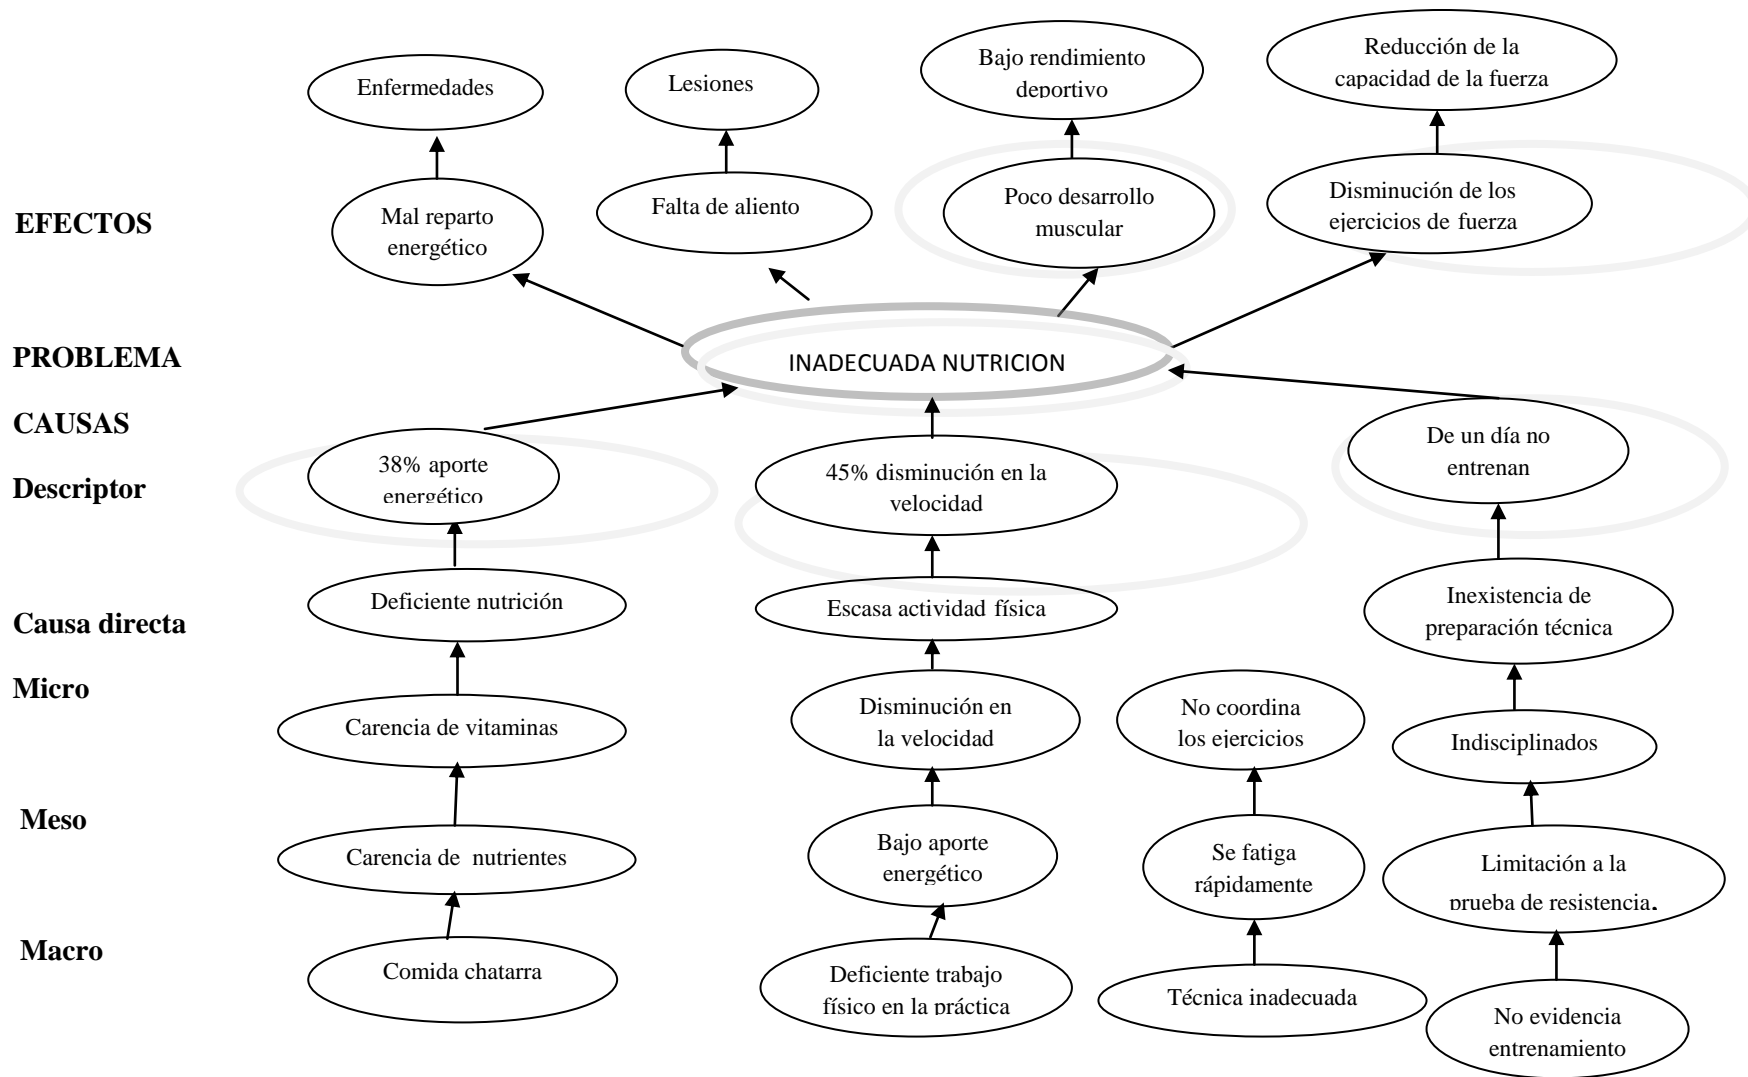 Enfermedades
Lesiones
Bajo rendimiento
deportivo
Reducción de la
capacidad de la fuerza
EFECTOS
Mal reparto
energético
Falta de aliento
Poco desarrollo
muscular
Disminución de los
ejercicios de fuerza
PROBLEMA
INADECUADA NUTRICION
CAUSAS
Descriptor
38% aporte
energético
45% disminución en la
velocidad
De un día no
entrenan
Causa directa
Deficiente nutrición
Escasa actividad física
Inexistencia de
preparación técnica
Micro
Carencia de vitaminas
Disminución en
la velocidad
No coordina
los ejercicios
Indisciplinados
Meso
Carencia de nutrientes
Bajo aporte
energético
Se fatiga
rápidamente
Limitación a la
prueba de resistencia.
Macro
Comida chatarra
Deficiente trabajo
físico en la práctica
Técnica inadecuada
No evidencia
entrenamiento